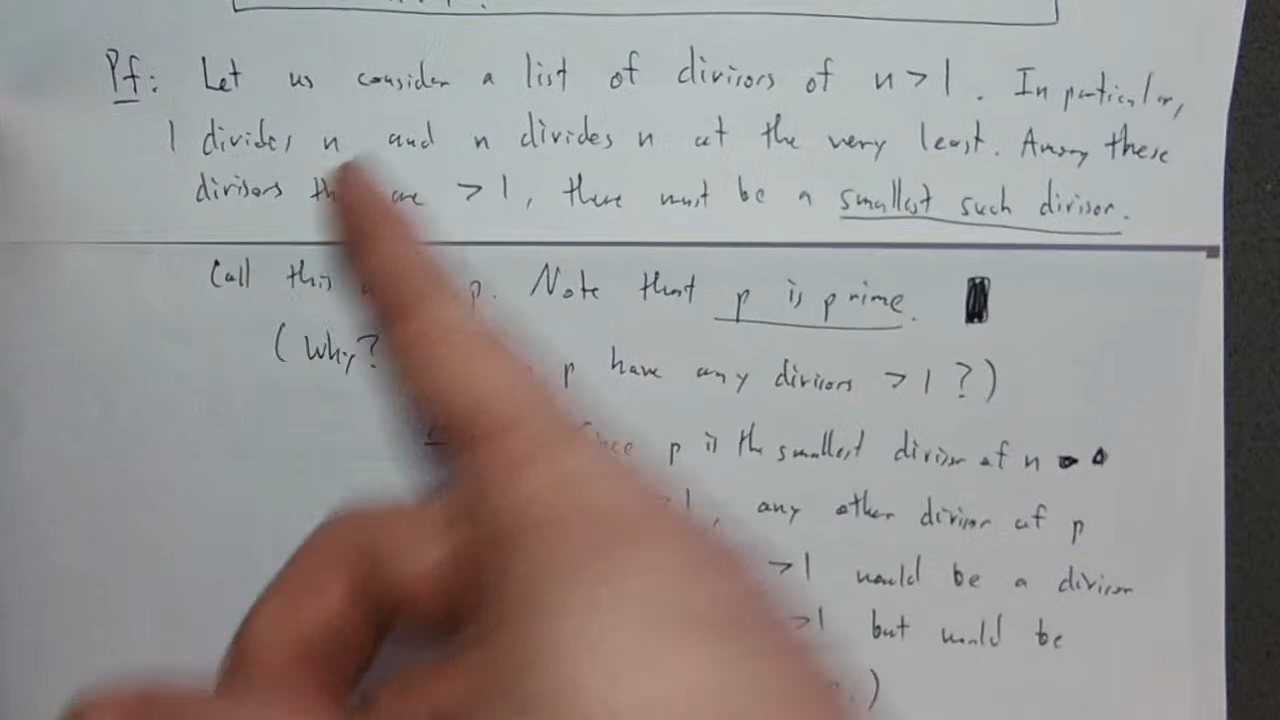 Pf: Let us consider a list of divisors of n > 1. In particular,
1 divides n and n divides n at the very least. Among these
divisors are > 1, there must be a smallest such divisor.
Call this p. Note that p is prime.
(Why? p have any divisors > 1?)
p is the smallest divisor of n
any other divisor of p
> 1 would be a divisor
> 1 but would be
)